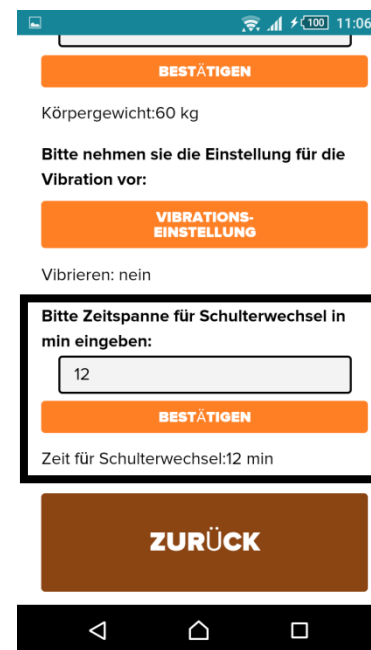 100 11:06
BESTÄTIGEN
Körpergewicht:60 kg
Bitte nehmen sie die Einstellung für die
Vibration vor:
VIBRATIONS-
EINSTELLUNG
Vibrieren: nein
Bitte Zeitspanne für Schulterwechsel in
min eingeben:
12
BESTÄTIGEN
Zeit für Schulterwechsel:12 min
ZURÜCK